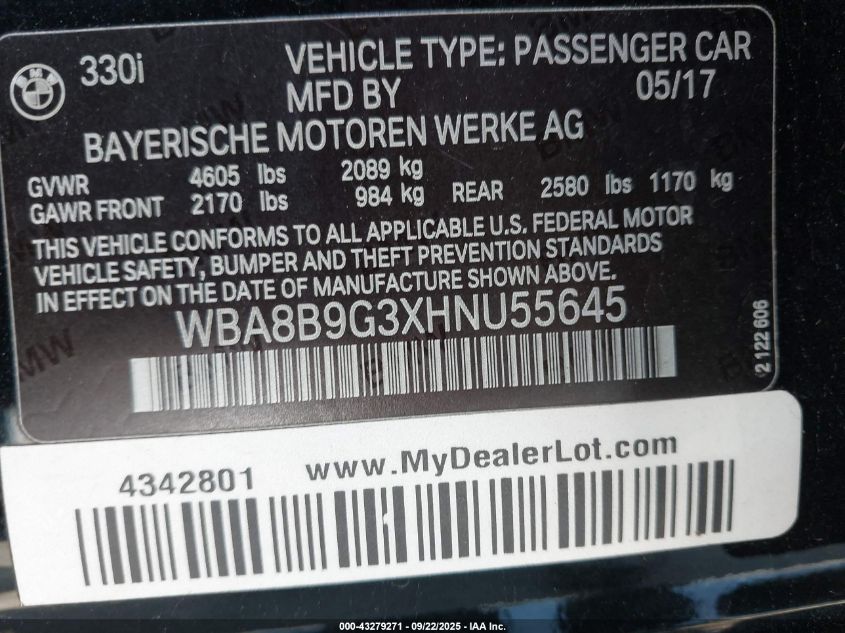 BMW
330i
VEHICLE TYPE: PASSENGER CAR
MFD BY 05/17
BAYERISCHE MOTOREN WERKE AG
GVWR 4605 lbs 2089 kg
GAWR FRONT 2170 lbs 984 kg REAR 2580 lbs 1170 kg
THIS VEHICLE CONFORMS TO ALL APPLICABLE U.S. FEDERAL MOTOR
VEHICLE SAFETY, BUMPER AND THEFT PREVENTION STANDARDS
IN EFFECT ON THE DATE OF MANUFACTURE SHOWN ABOVE.
WBA8B9G3XHNU55645
2 122 606
4342801 www.MyDealerLot.com
000-43279271 - 09/22/2025 - IAA Inc.